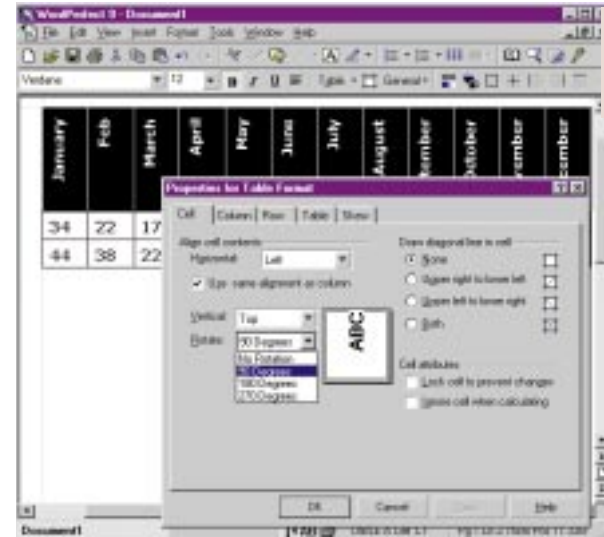 WordPerfect 9 - Document1
File Edit View Insert Format Tools Window Help
Verdana 12 B I U General
January Feb March April May June July August
34 22 17
44 38 22
Properties for Table Format
Cell Column Row Table Skew
Align cell contents
Horizontal: Left
Use same alignment as column
Vertical: Top
Rotate: 90 Degrees
No Rotation
90 Degrees
180 Degrees
270 Degrees
ABC
Draw diagonal line in cell
None
Upper right to lower left
Upper left to lower right
Both
Cell attributes
Lock cell to prevent changes
Ignore cell when calculating
OK Cancel Help
Document1